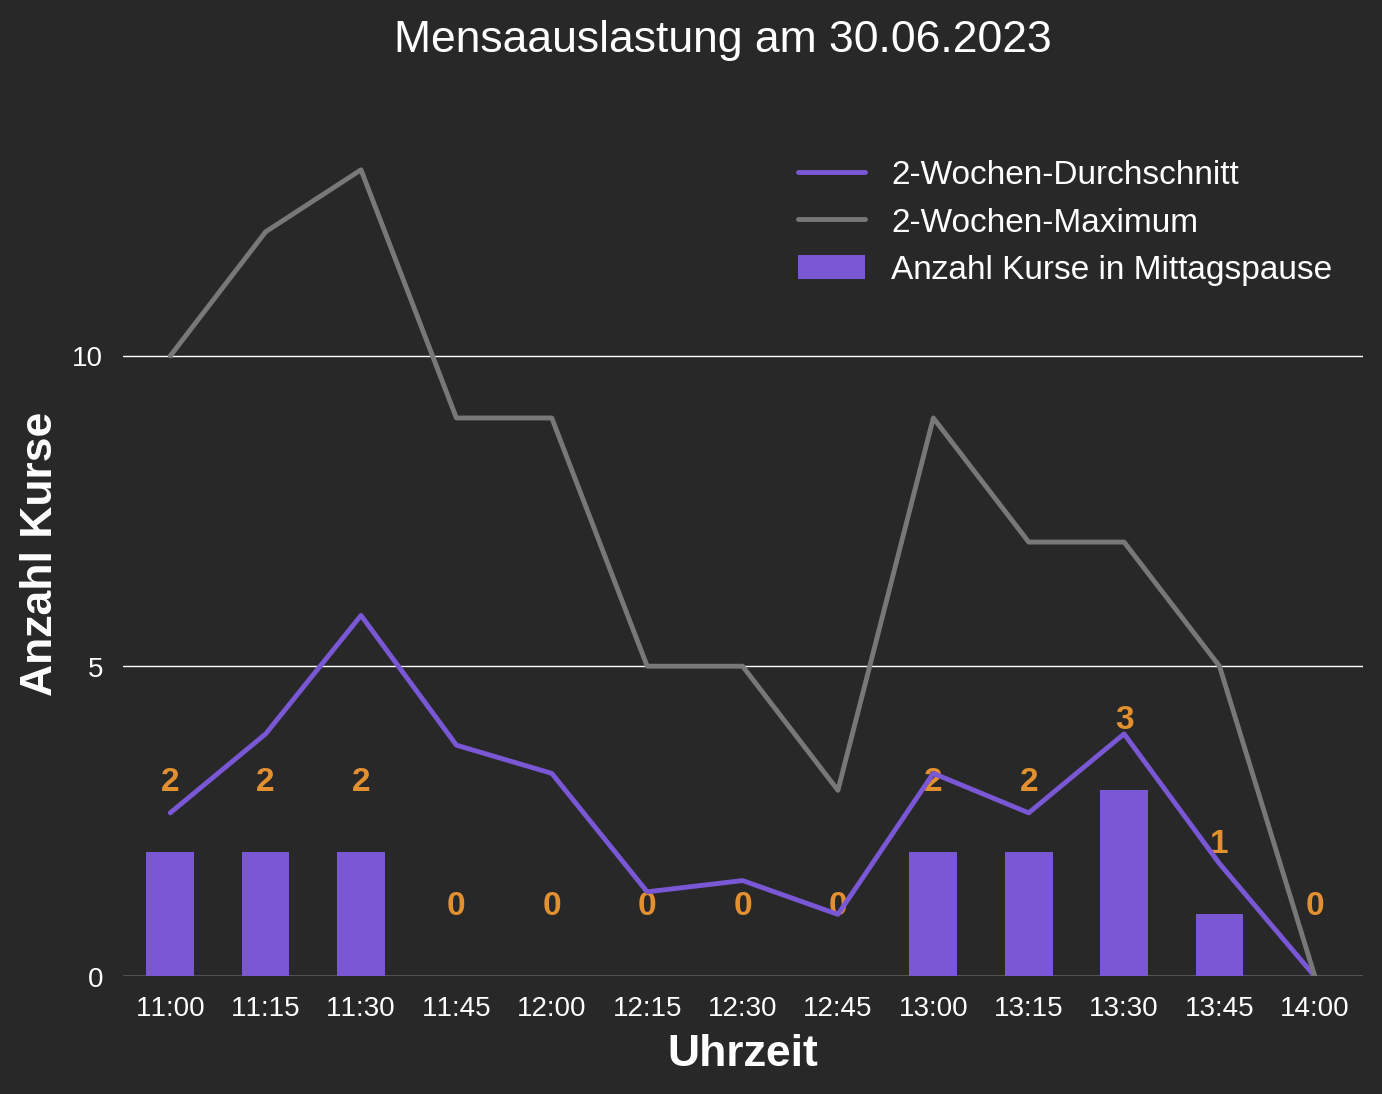 Mensaauslastung am 30.06.2023
2-Wochen-Durchschnitt
2-Wochen-Maximum
Anzahl Kurse in Mittagspause
Anzahl Kurse
10
5
0
3
2 2 2 2 2
1
0 0 0 0 0 0
11:00 11:15 11:30 11:45 12:00 12:15 12:30 12:45 13:00 13:15 13:30 13:45 14:00
Uhrzeit